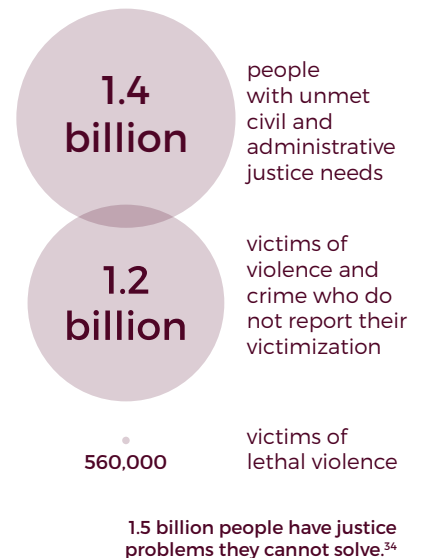 1.4
billion
people
with unmet
civil and
administrative
justice needs
1.2
billion
victims of
violence and
crime who do
not report their
victimization
560,000
victims of
lethal violence
1.5 billion people have justice
problems they cannot solve.³⁴